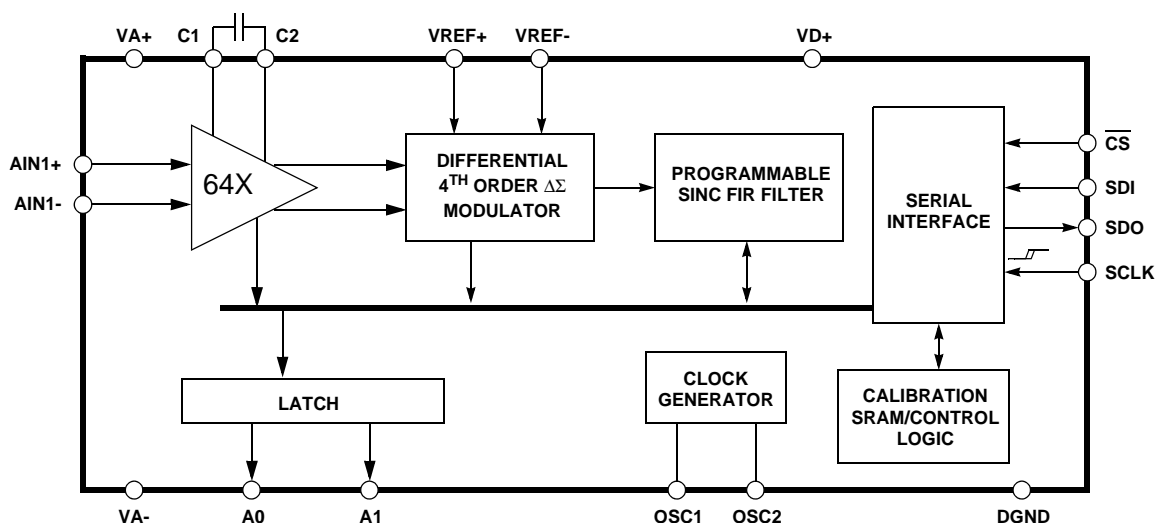 VA+
C1
C2
VREF+
VREF-
VD+
AIN1+
AIN1-
64X
DIFFERENTIAL
4TH ORDER ΔΣ
MODULATOR
PROGRAMMABLE
SINC FIR FILTER
SERIAL
INTERFACE
CS
SDI
SDO
SCLK
LATCH
CLOCK
GENERATOR
CALIBRATION
SRAM/CONTROL
LOGIC
VA-
A0
A1
OSC1
OSC2
DGND